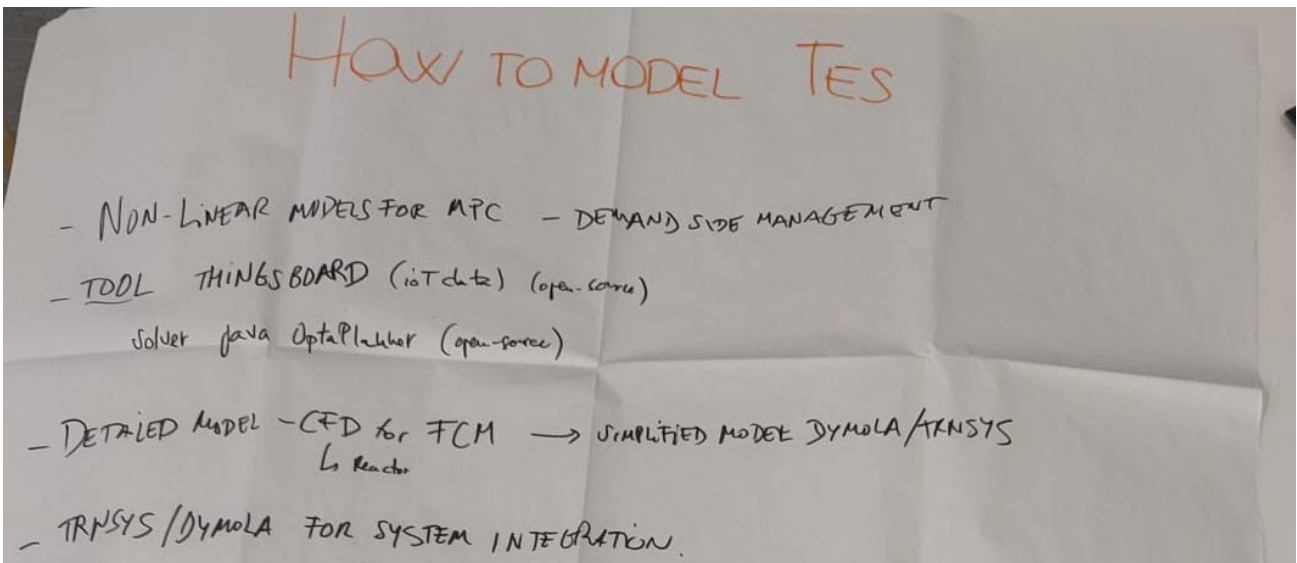 HOW TO MODEL TES
- NON-LINEAR MODELS FOR MPC - DEMAND SIDE MANAGEMENT
- TOOL THINGSBOARD (ioT data) (open-source)
Solver java OptaPlanner (open-source)
- DETAILED MODEL - CFD for TCM → SIMPLIFIED MODEL DYMOLA/TRNSYS
↳ Reactor
- TRNSYS/DYMOLA FOR SYSTEM INTEGRATION.